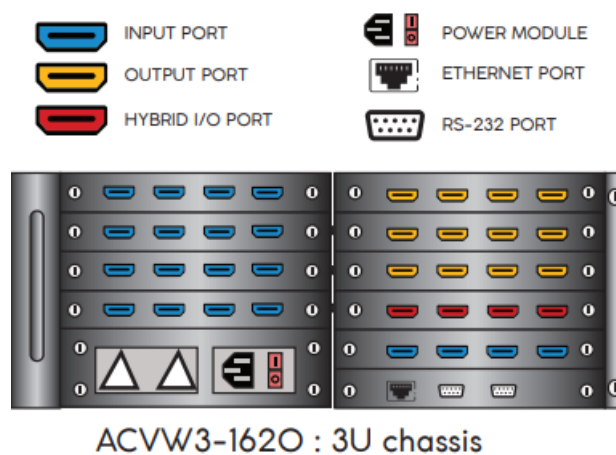 INPUT PORT
OUTPUT PORT
HYBRID I/O PORT
POWER MODULE
ETHERNET PORT
RS-232 PORT
ACVW3-1620 : 3U chassis